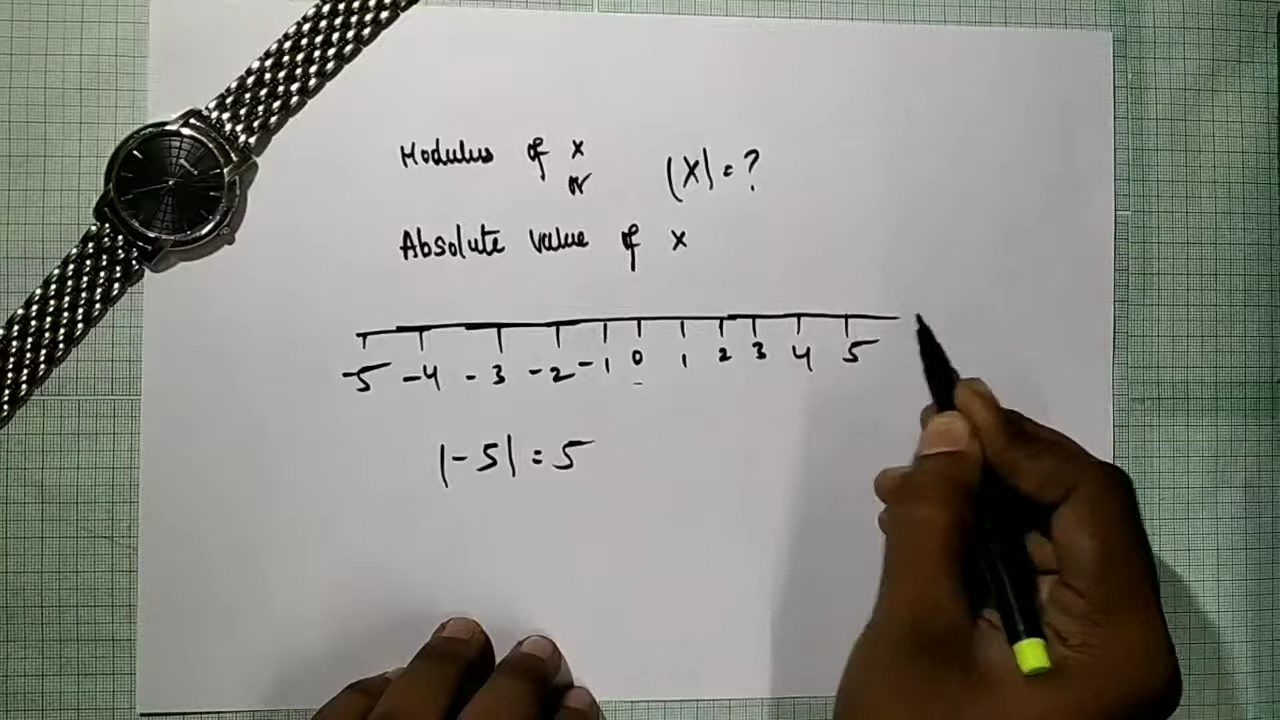 Modulus of x
or
|x| = ?
Absolute value of x
-5 -4 -3 -2 -1 0 1 2 3 4 5
|-5| = 5